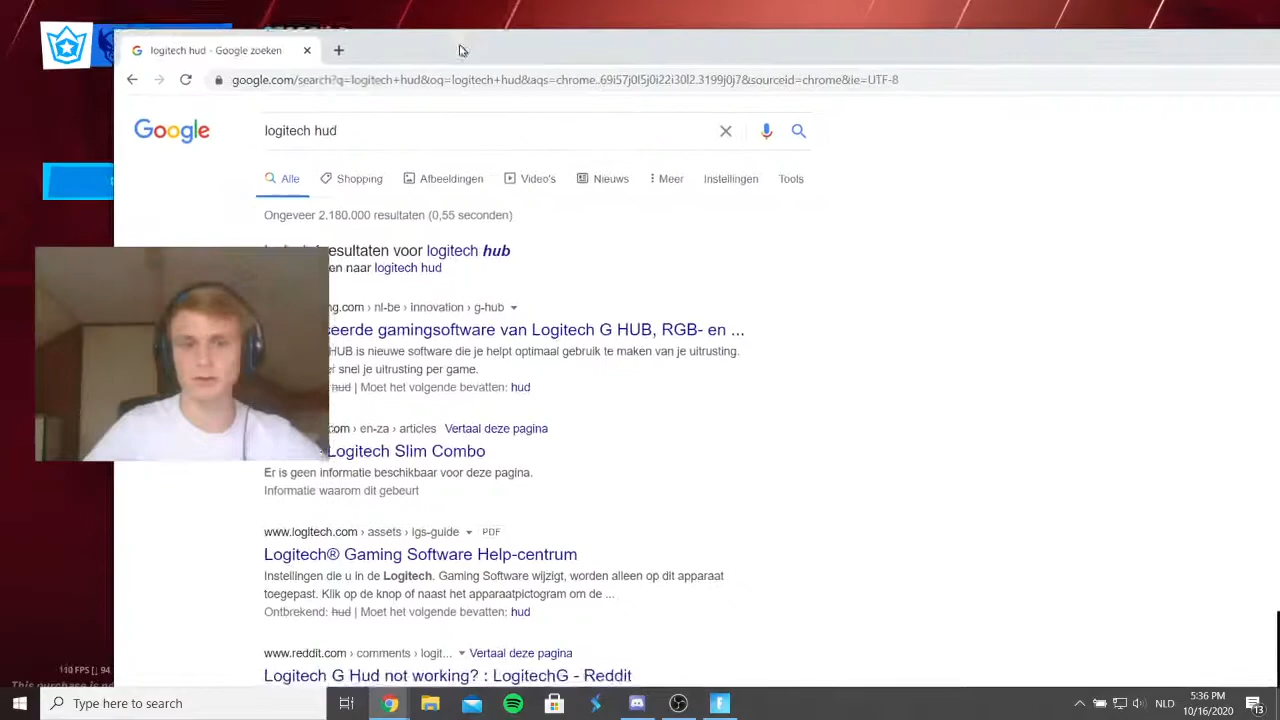 logitech hud - Google zoeken
google.com/search?q=logitech+hud&oq=logitech+hud&aqs=chrome..69i57j0l5j0i22i30l2.3199j0j7&sourceid=chrome&ie=UTF-8
Google
logitech hud
Alle Shopping Afbeeldingen Video's Nieuws Meer Instellingen Tools
Ongeveer 2.180.000 resultaten (0,55 seconden)
resultaten voor logitech hub
naar logitech hud
.com › nl-be › innovation › g-hub
gamingsoftware van Logitech G HUB, RGB- en ...
HUB is nieuwe software die je helpt optimaal gebruik te maken van je uitrusting.
snel je uitrusting per game.
hud | Moet het volgende bevatten: hud
› en-za › articles Vertaal deze pagina
Logitech Slim Combo
Er is geen informatie beschikbaar voor deze pagina.
Informatie waarom dit gebeurt
www.logitech.com › assets › lgs-guide PDF
Logitech® Gaming Software Help-centrum
Instellingen die u in de Logitech. Gaming Software wijzigt, worden alleen op dit apparaat
toegepast. Klik op de knop of naast het apparaatpictogram om de ...
Ontbrekend: hud | Moet het volgende bevatten: hud
www.reddit.com › comments › logit... Vertaal deze pagina
Logitech G Hud not working? : LogitechG - Reddit
110 FPS [ 94
This purchase is
Type here to search
NLD
5:36 PM
10/16/2020
13